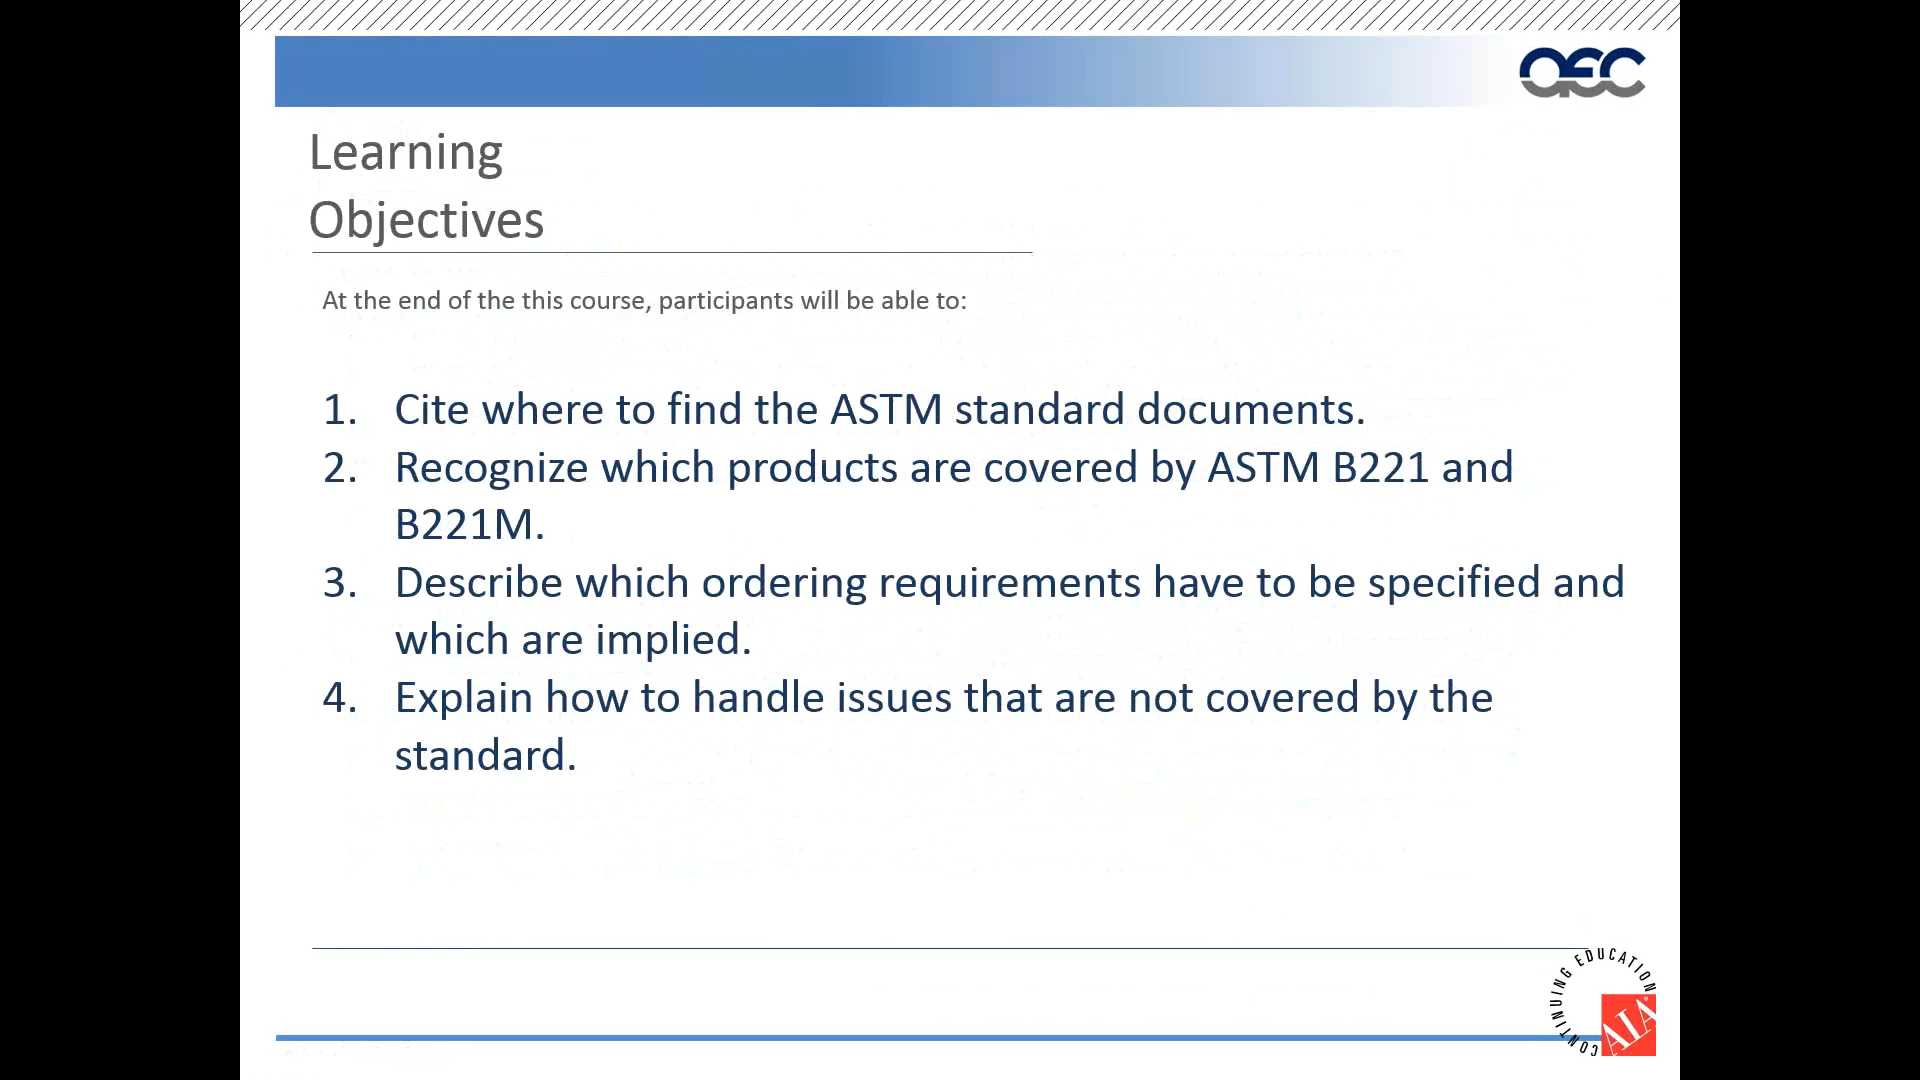 AEC
Learning
Objectives
At the end of the this course, participants will be able to:
1. Cite where to find the ASTM standard documents.
2. Recognize which products are covered by ASTM B221 and
B221M.
3. Describe which ordering requirements have to be specified and
which are implied.
4. Explain how to handle issues that are not covered by the
standard.
CONTINUING EDUCATION
AIA